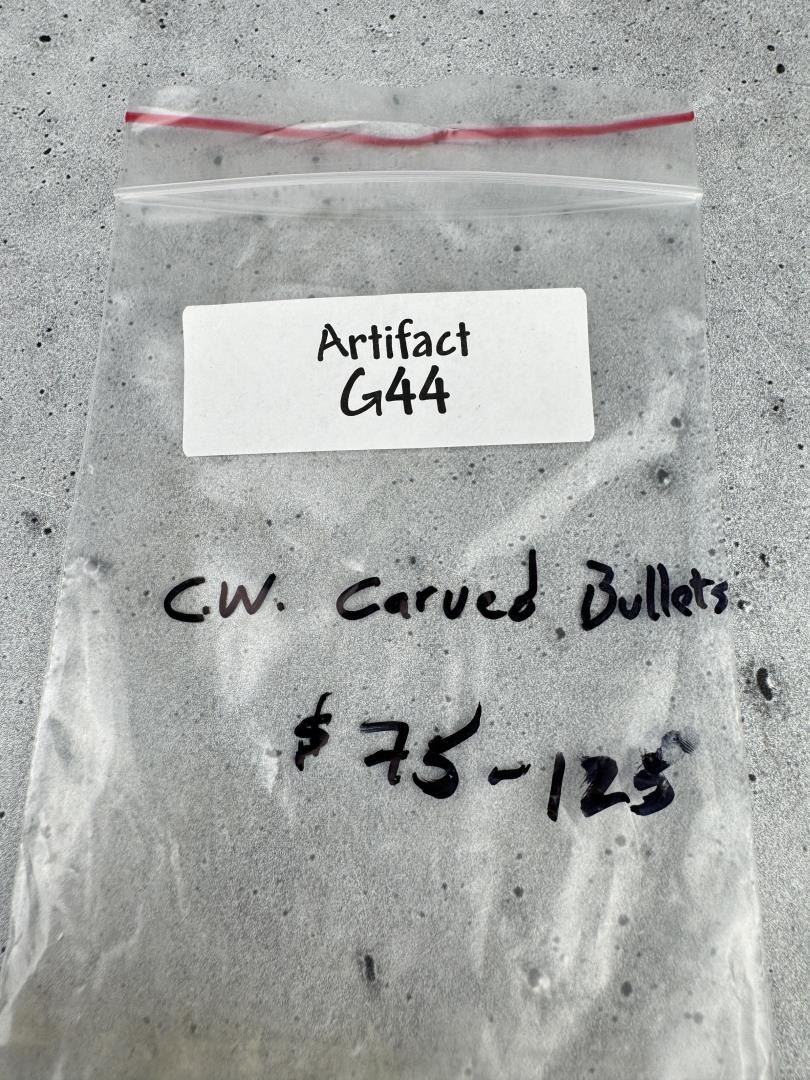 Artifact
G44
C.W. Carved Bullets
$75-125